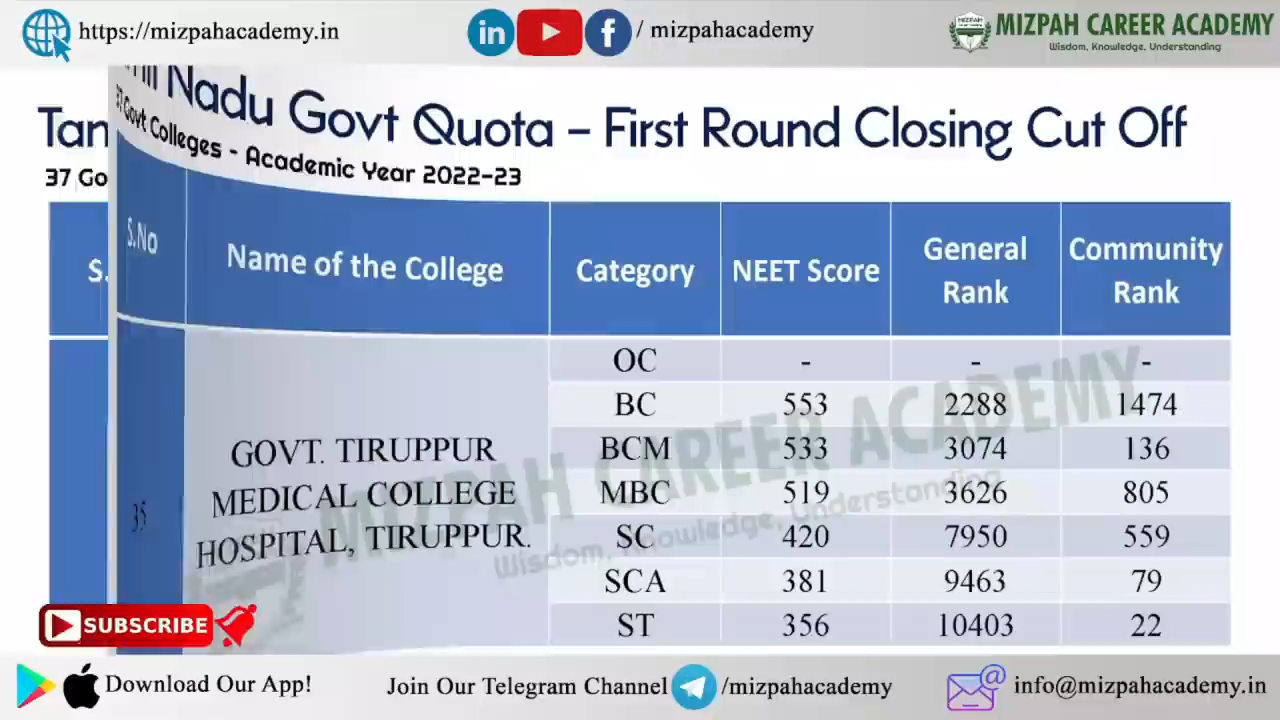 https://mizpahacademy.in
in
f / mizpahacademy
MIZPAH CAREER ACADEMY
Wisdom, Knowledge, Understanding
Nadu Govt Quota – First Round Closing Cut Off
37 Govt Colleges - Academic Year 2022-23
37 Go
S.No Name of the College Category NEET Score General Rank Community Rank
S.
35 GOVT. TIRUPPUR MEDICAL COLLEGE HOSPITAL, TIRUPPUR.
OC - - -
BC 553 2288 1474
BCM 533 3074 136
MBC 519 3626 805
SC 420 7950 559
SCA 381 9463 79
ST 356 10403 22
MIZPAH CAREER ACADEMY
Wisdom, Knowledge, Understanding
SUBSCRIBE
Download Our App!
Join Our Telegram Channel /mizpahacademy
@ info@mizpahacademy.in